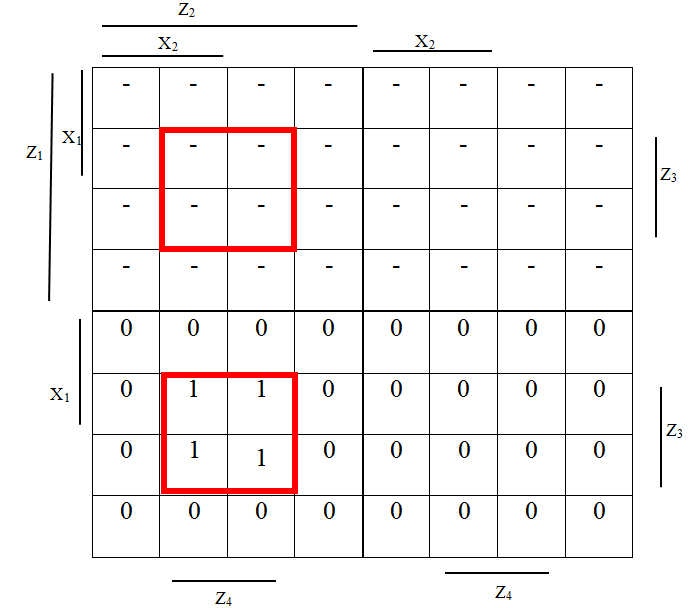 Z2
X2 X2
- - - - - - - -
X1
Z1
- - - - - - - -
Z3
- - - - - - - -
- - - - - - - -
0 0 0 0 0 0 0 0
X1
0 1 1 0 0 0 0 0
Z3
0 1 1 0 0 0 0 0
0 0 0 0 0 0 0 0
Z4 Z4